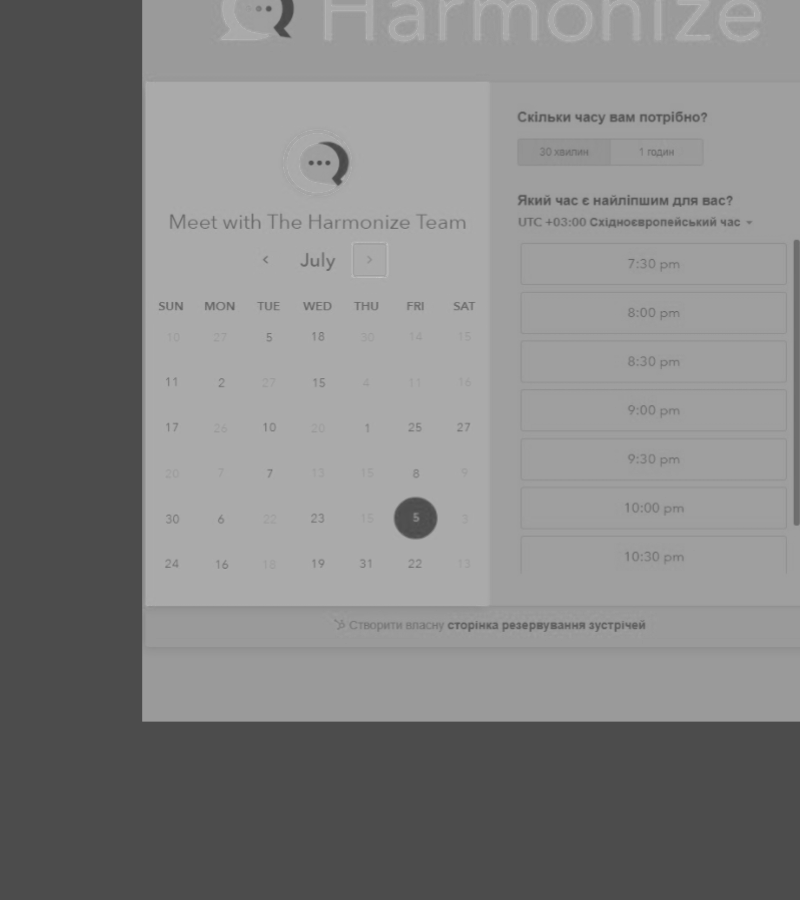 Harmonize
Meet with The Harmonize Team
July
SUN MON TUE WED THU FRI SAT
10 27 5 18 30 14 15
11 2 27 15 4 11 16
17 26 10 20 1 25 27
20 7 7 13 15 8 9
30 6 22 23 15 5 3
24 16 18 19 31 22 13
Скільки часу вам потрібно?
30 хвилин 1 годин
Який час є найліпшим для вас?
UTC +03:00 Східноєвропейський час
7:30 pm
8:00 pm
8:30 pm
9:00 pm
9:30 pm
10:00 pm
10:30 pm
Створити власну сторінка резервування зустрічей